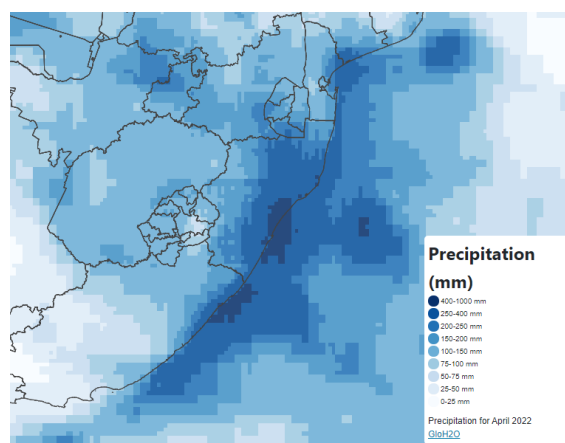 Precipitation
(mm)
400-1000 mm
250-400 mm
200-250 mm
150-200 mm
100-150 mm
75-100 mm
50-75 mm
25-50 mm
0-25 mm
Precipitation for April 2022
GloH2O